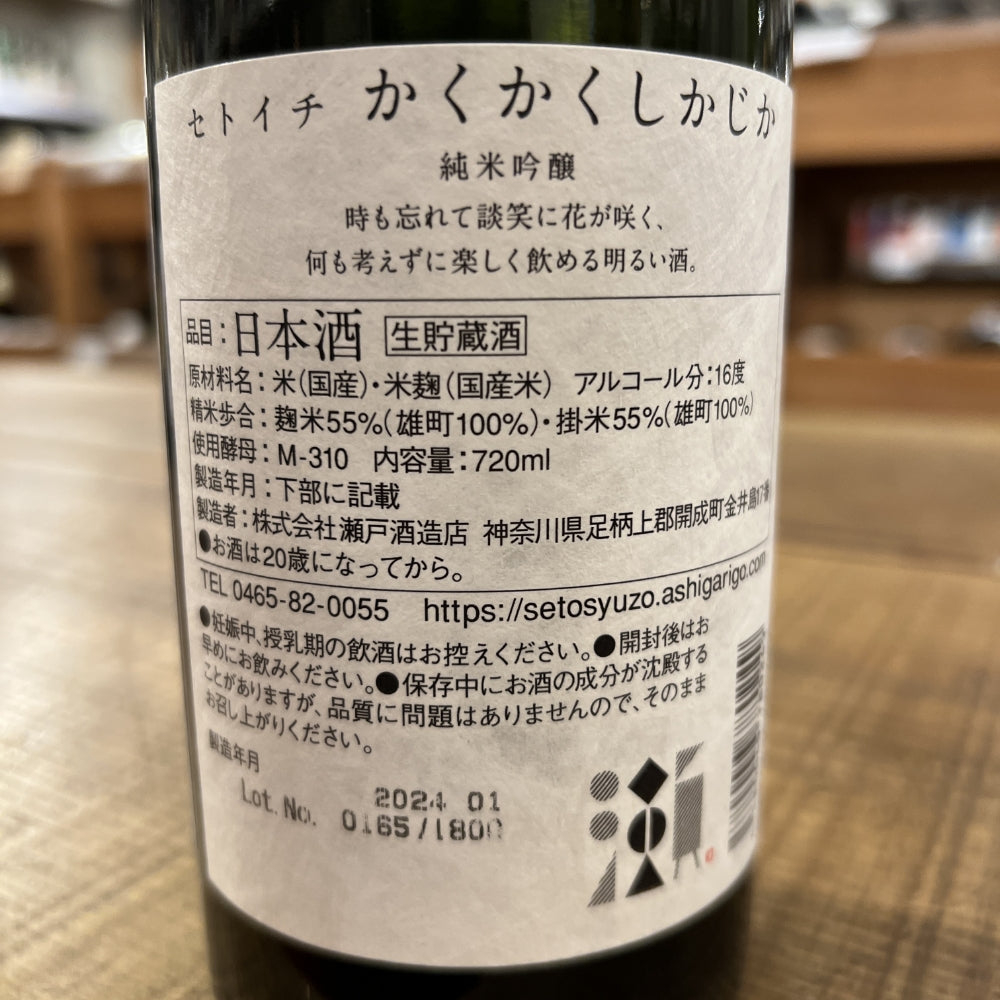 セトイチ かくかくしかじか
純米吟醸
時も忘れて談笑に花が咲く、
何も考えずに楽しく飲める明るい酒。
品目：日本酒 生貯蔵酒
原材料名：米（国産）・米麹（国産米） アルコール分：16度
精米歩合：麹米55%（雄町100%）・掛米55%（雄町100%）
使用酵母：M-310 内容量：720ml
製造年月：下部に記載
製造者：株式会社瀬戸酒造店 神奈川県足柄上郡開成町金井島17番
●お酒は20歳になってから。
TEL 0465-82-0055 https://setosyuzo.ashigarigo.com
●妊娠中、授乳期の飲酒はお控えください。●開封後はお
早めにお飲みください。●保存中にお酒の成分が沈殿する
ことがありますが、品質に問題はありませんので、そのまま
お召し上がりください。
製造年月
2024 01
Lot. No. 0165/1800